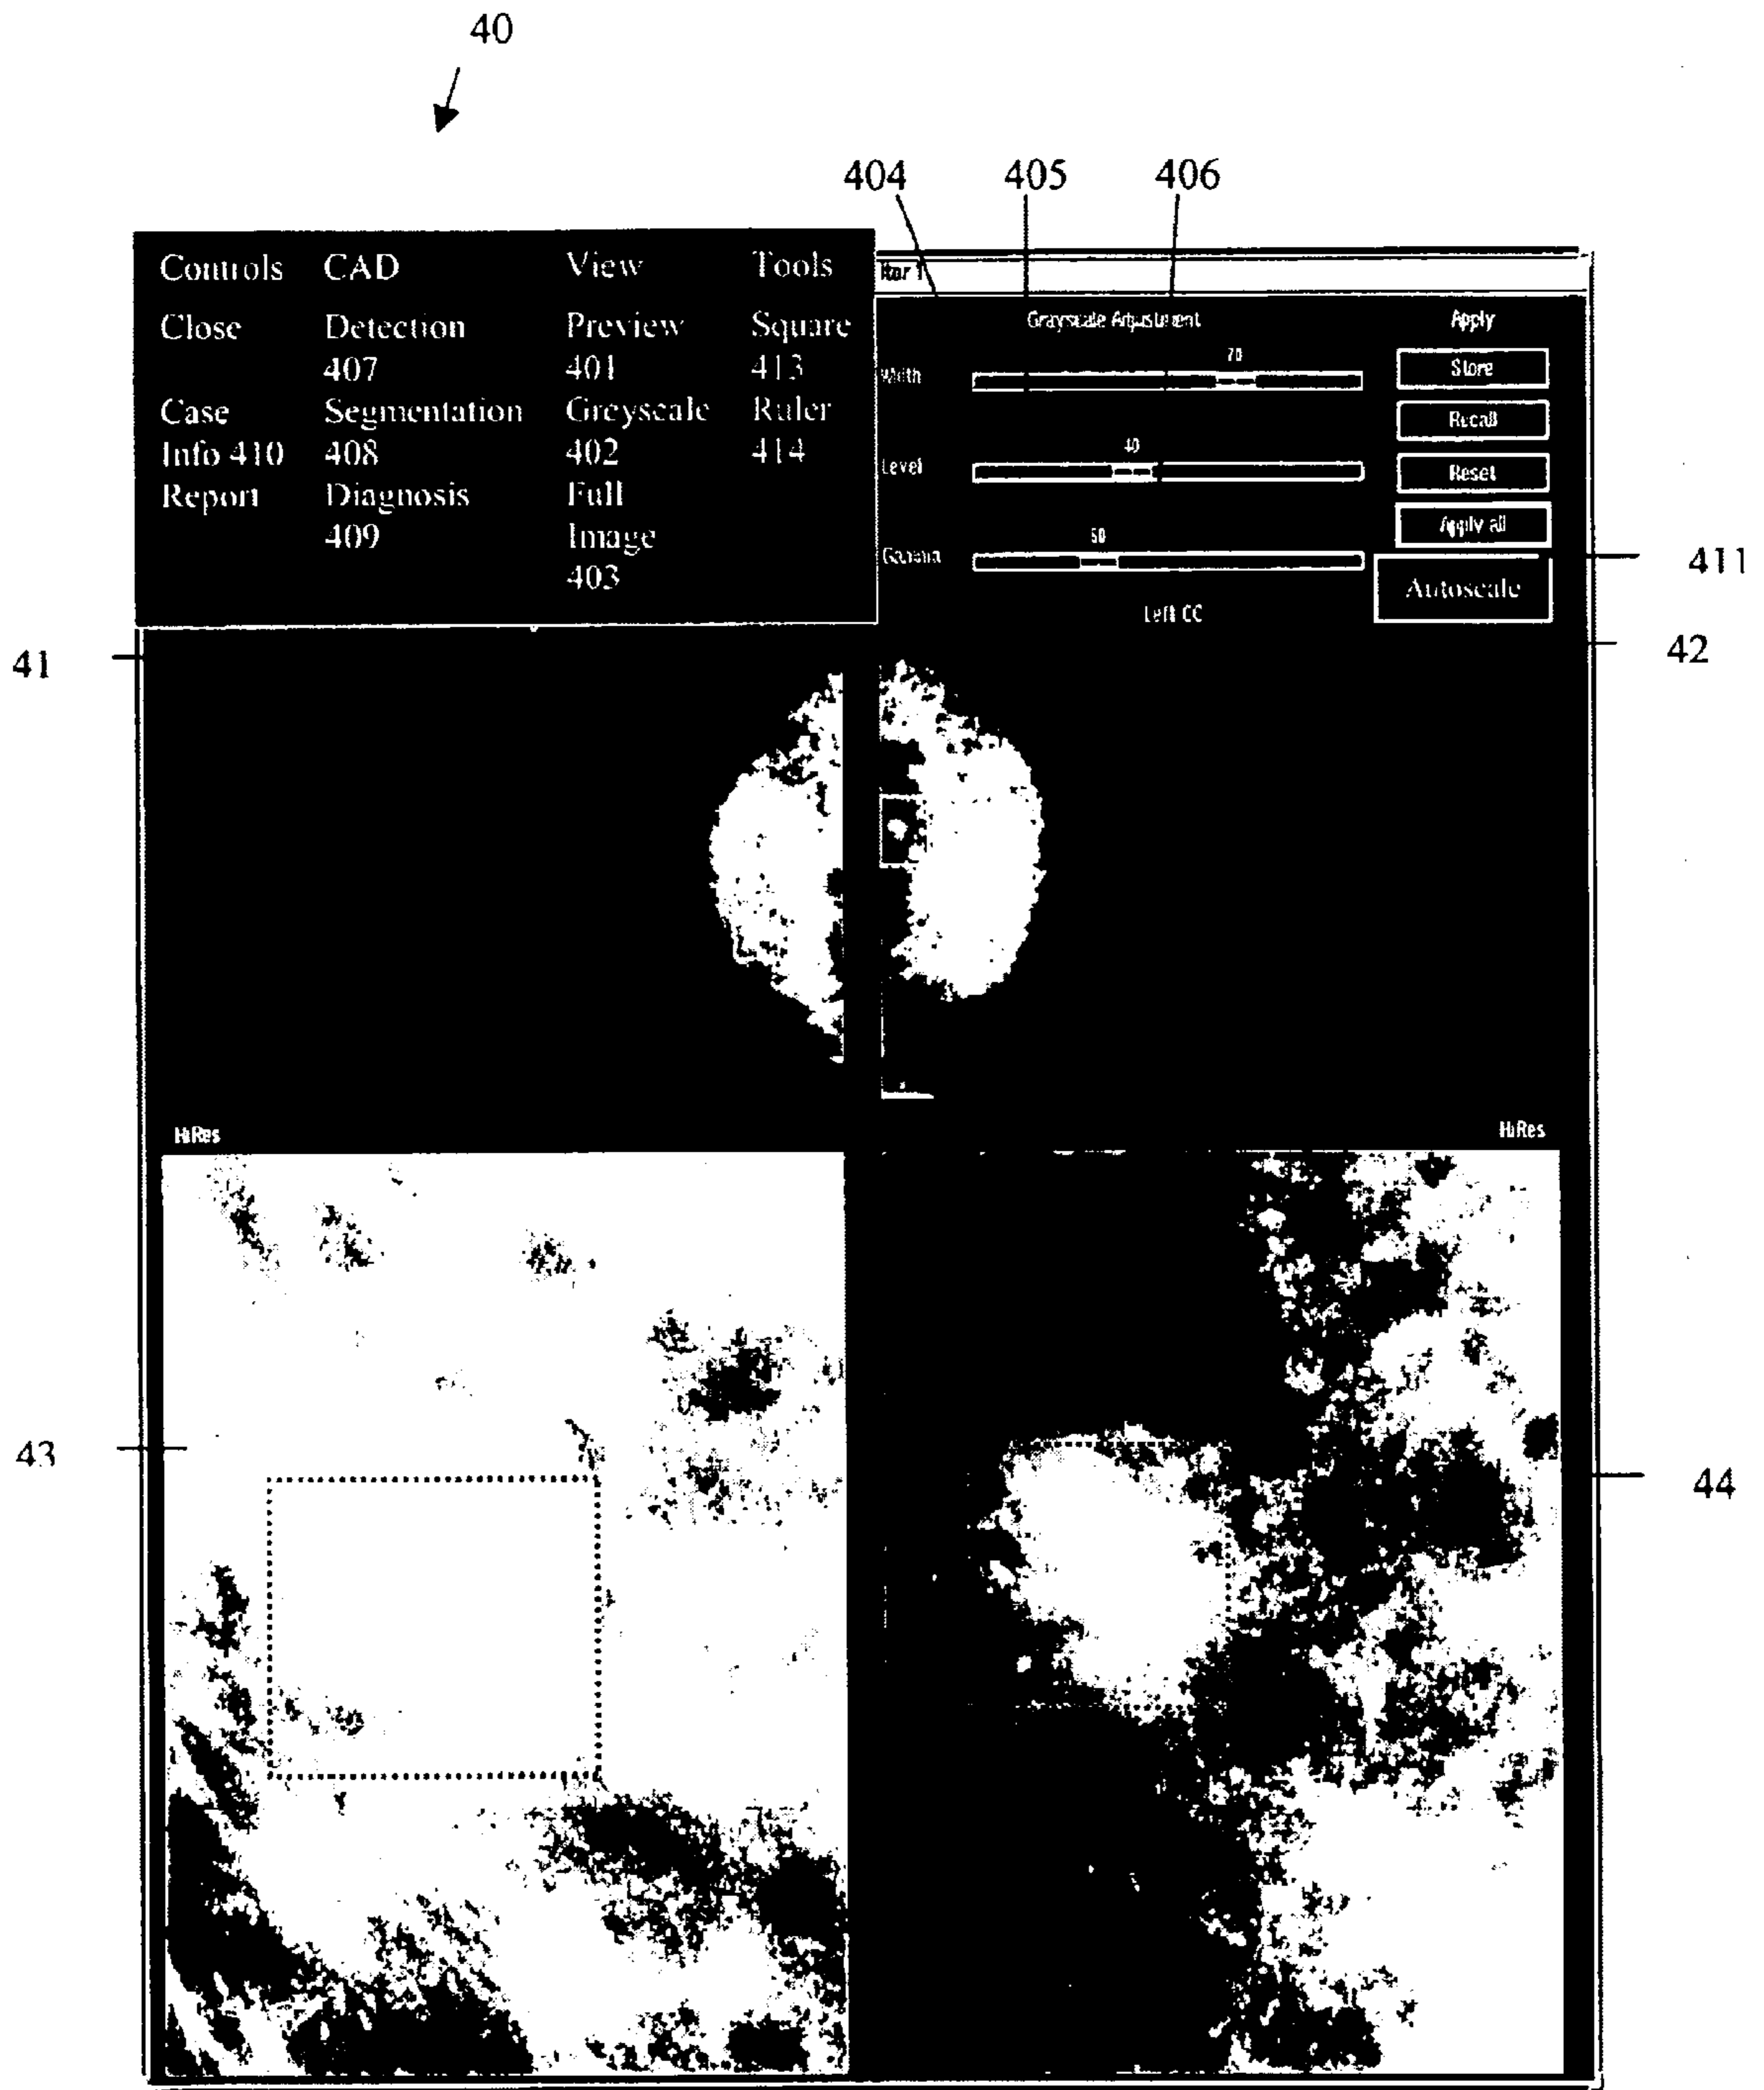 40
404 405 406
Controls CAD View Tools
Close Detection Preview Square
407 401 413
Case Segmentation Greyscale Ruler
Info 410 408 402 414
Report Diagnosis Full
409 Image
403
Grayscale Adjustment Apply
Width 70 Store
Recall
Level 40 Reset
Apply all
Gamma 60
411
Autoscale
Left CC
41
42
HiRes
HiRes
43
44